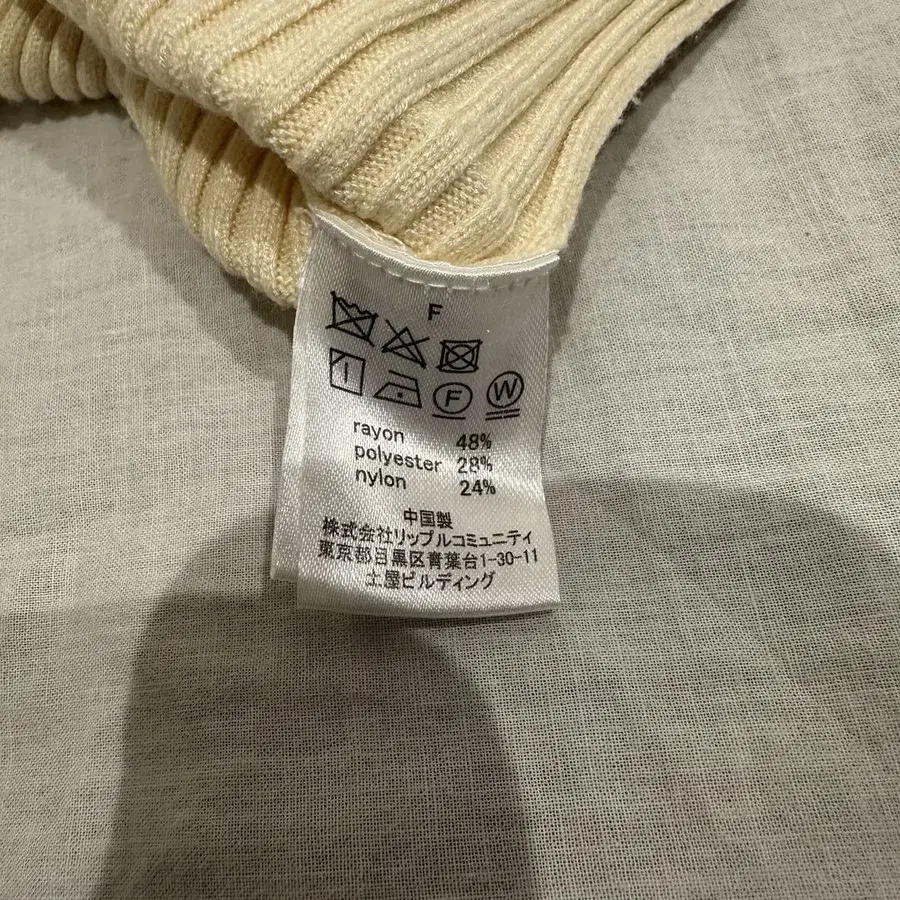 F
F W
rayon 48%
polyester 28%
nylon 24%
中国製
株式会社リップルコミュニティ
東京都目黒区青葉台1-30-11
土屋ビルディング